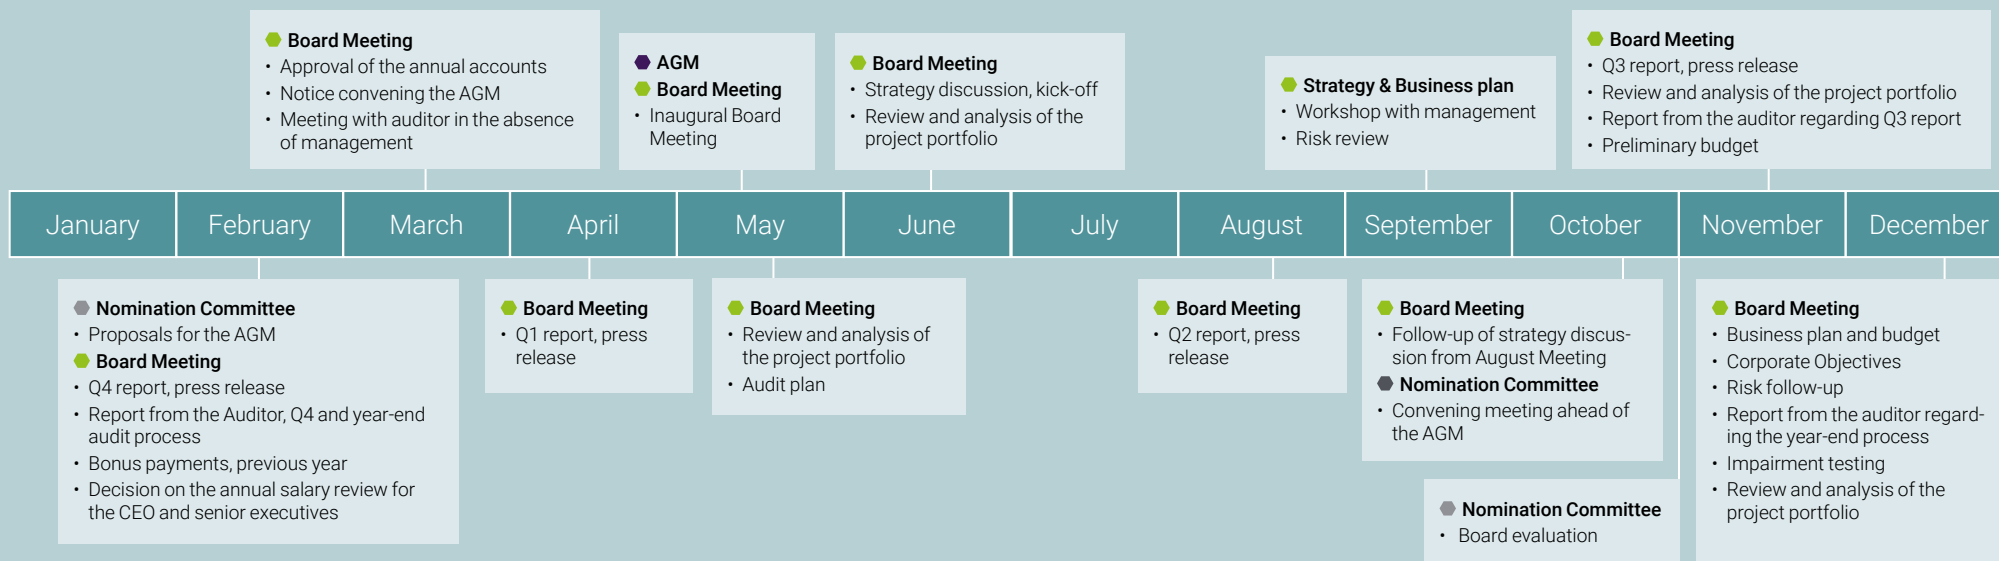 Board Meeting
• Approval of the annual accounts
• Notice convening the AGM
• Meeting with auditor in the absence
of management
AGM
Board Meeting
• Inaugural Board
Meeting
Board Meeting
• Strategy discussion, kick-off
• Review and analysis of the
project portfolio
Strategy & Business plan
• Workshop with management
• Risk review
Board Meeting
• Q3 report, press release
• Review and analysis of the project portfolio
• Report from the auditor regarding Q3 report
• Preliminary budget
January February March April May June July August September October November December
Nomination Committee
• Proposals for the AGM
Board Meeting
• Q4 report, press release
• Report from the Auditor, Q4 and year-end
audit process
• Bonus payments, previous year
• Decision on the annual salary review for
the CEO and senior executives
Board Meeting
• Q1 report, press
release
Board Meeting
• Review and analysis of
the project portfolio
• Audit plan
Board Meeting
• Q2 report, press
release
Board Meeting
• Follow-up of strategy discus-
sion from August Meeting
Nomination Committee
• Convening meeting ahead of
the AGM
Nomination Committee
• Board evaluation
Board Meeting
• Business plan and budget
• Corporate Objectives
• Risk follow-up
• Report from the auditor regard-
ing the year-end process
• Impairment testing
• Review and analysis of the
project portfolio